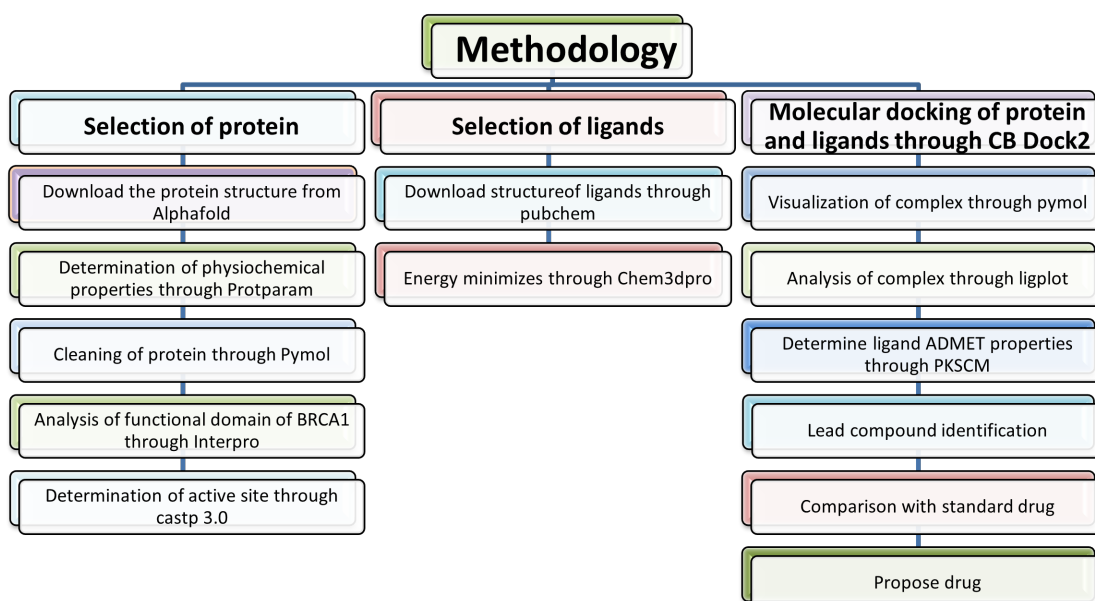 Methodology
Selection of protein
Download the protein structure from
Alphafold
Determination of physiochemical
properties through Protparam
Cleaning of protein through Pymol
Analysis of functional domain of BRCA1
through Interpro
Determination of active site through
castp 3.0
Selection of ligands
Download structureof ligands through
pubchem
Energy minimizes through Chem3dpro
Molecular docking of protein
and ligands through CB Dock2
Visualization of complex through pymol
Analysis of complex through ligplot
Determine ligand ADMET properties
through PKSCM
Lead compound identification
Comparison with standard drug
Propose drug